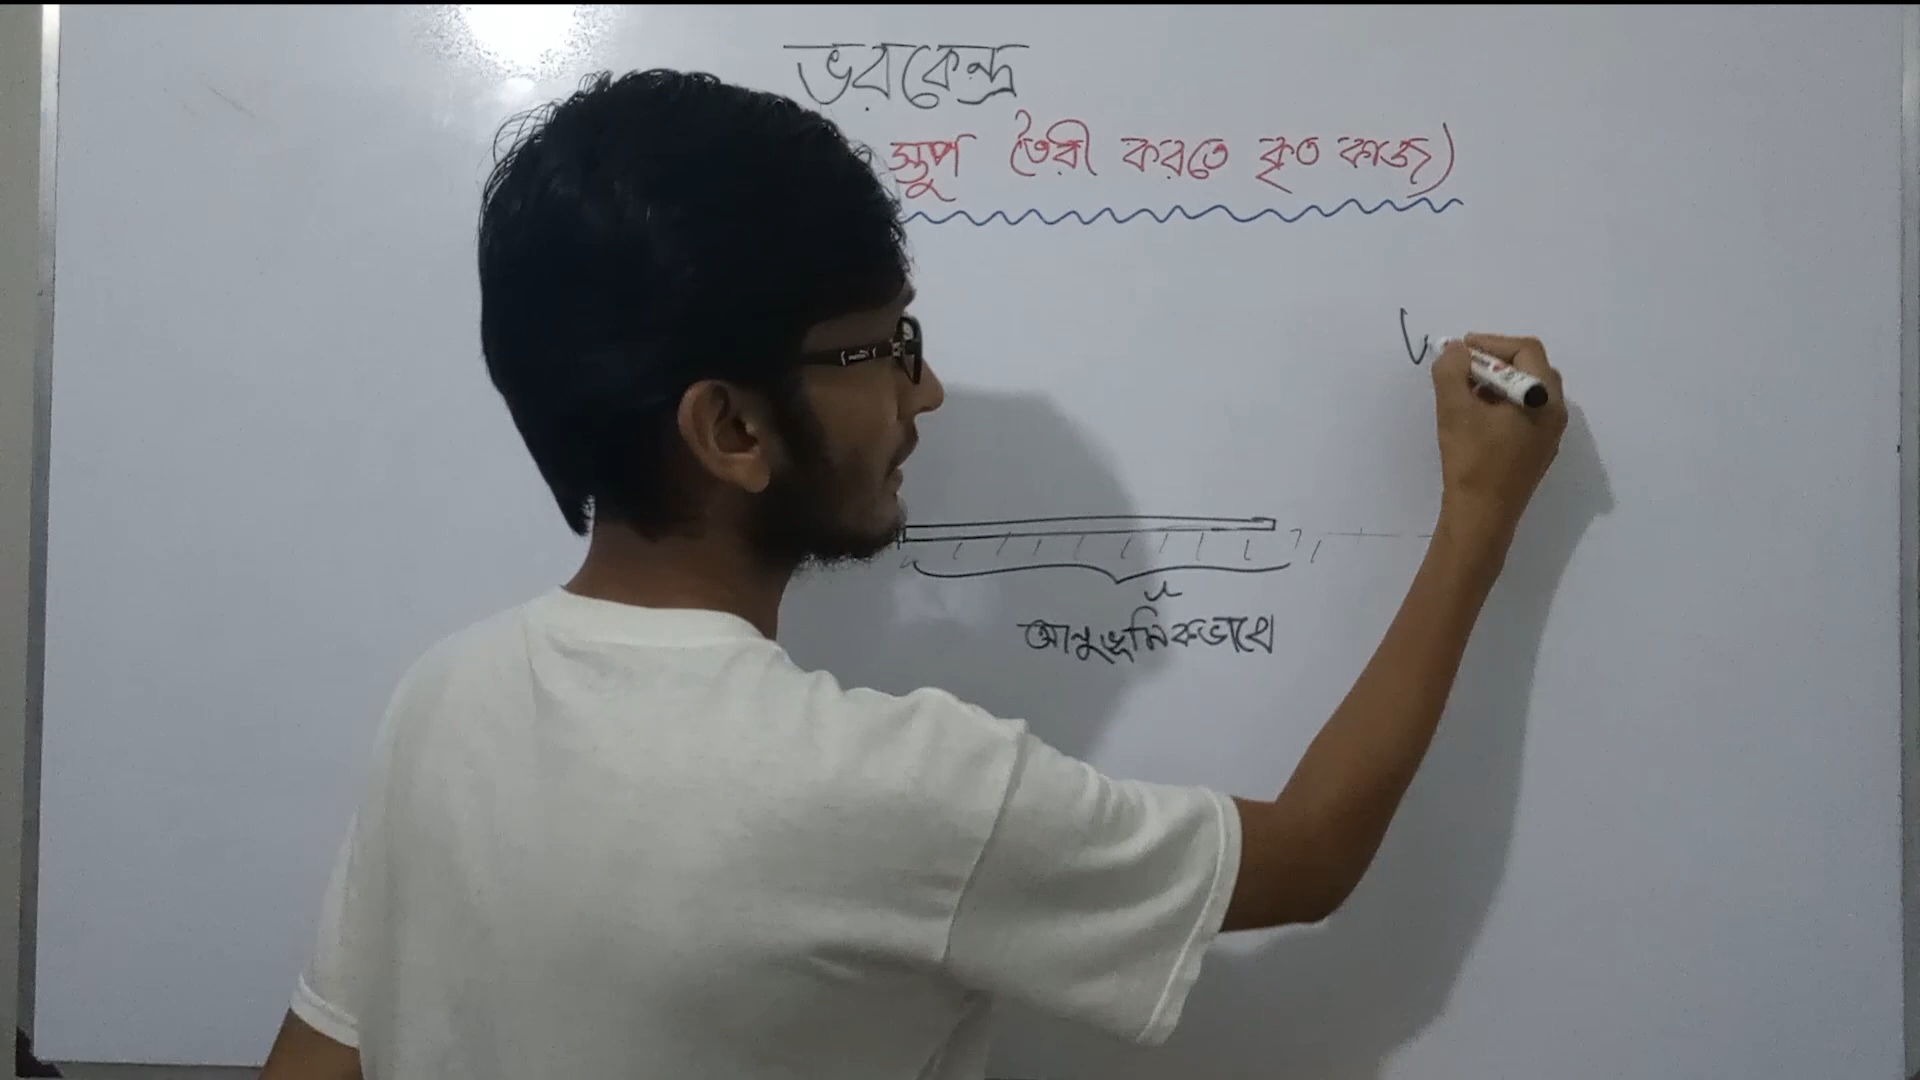 ভরকেন্দ্র
স্তুপ তৈরী করতে কৃত কাজ)
আনুভূমিকভাবে